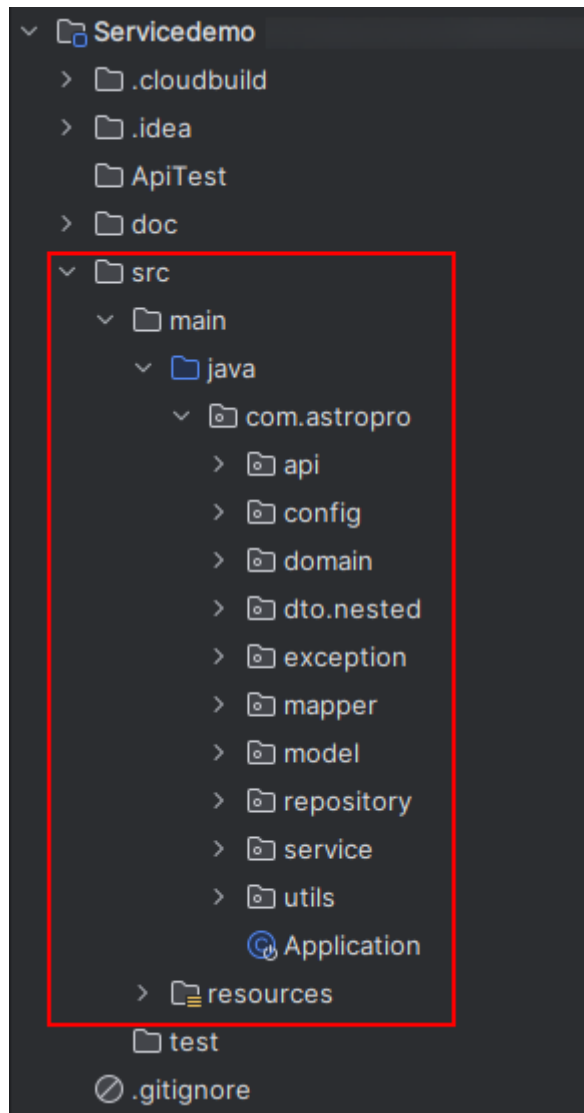 Servicedemo
.cloudbuild
.idea
ApiTest
doc
src
main
java
com.astropro
api
config
domain
dto.nested
exception
mapper
model
repository
service
utils
Application
resources
test
.gitignore